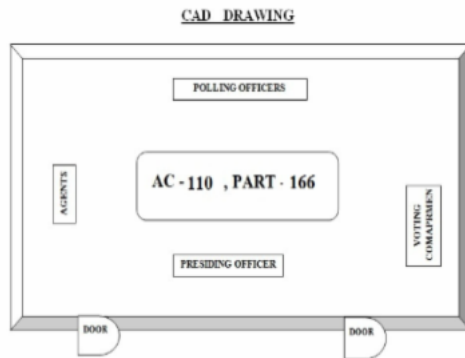 CAD DRAWING
POLLING OFFICERS
AGENTS
AC - 110 , PART - 166
VOTING
COMAPRMEN
PRESIDING OFFICER
DOOR
DOOR